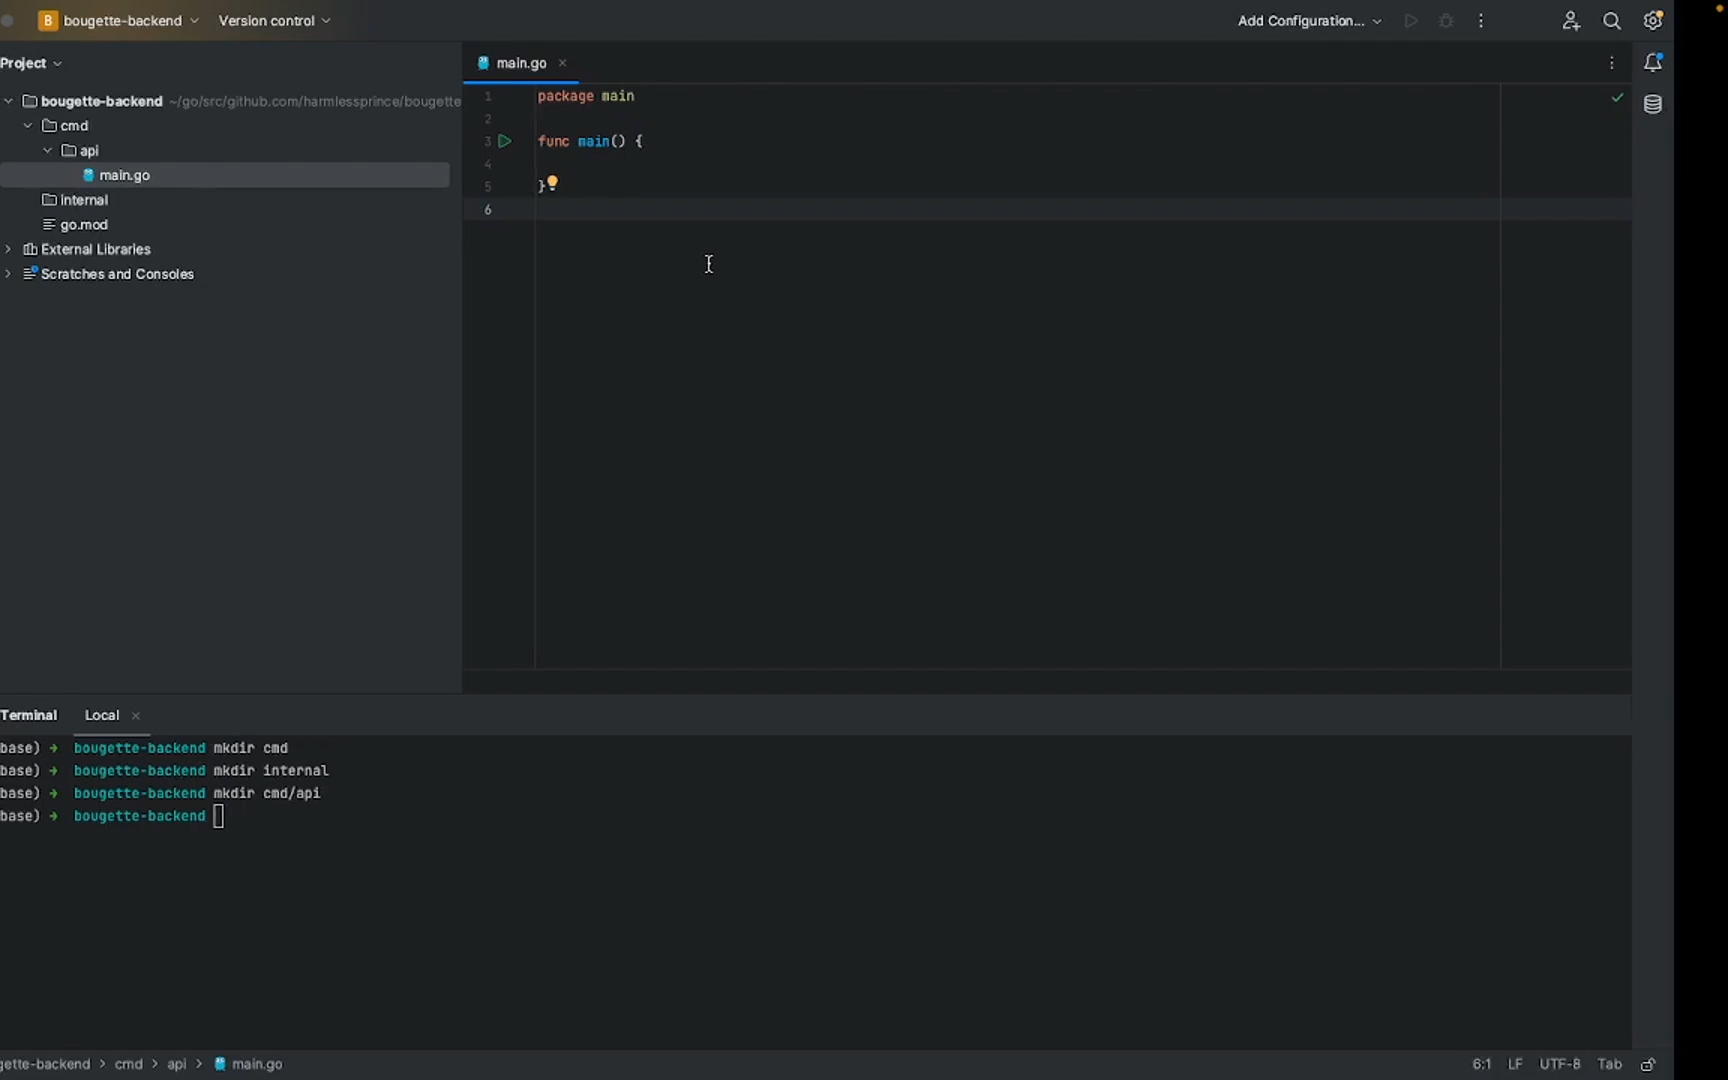 B bougette-backend Version control Add Configuration...
Project
main.go
bougette-backend ~/go/src/github.com/harmlessprince/bougette
cmd
api
main.go
internal
go.mod
External Libraries
Scratches and Consoles
1 package main
2
3 func main() {
4
5 }
6
Terminal Local
base) → bougette-backend mkdir cmd
base) → bougette-backend mkdir internal
base) → bougette-backend mkdir cmd/api
base) → bougette-backend
gette-backend > cmd > api > main.go
6:1 LF UTF-8 Tab